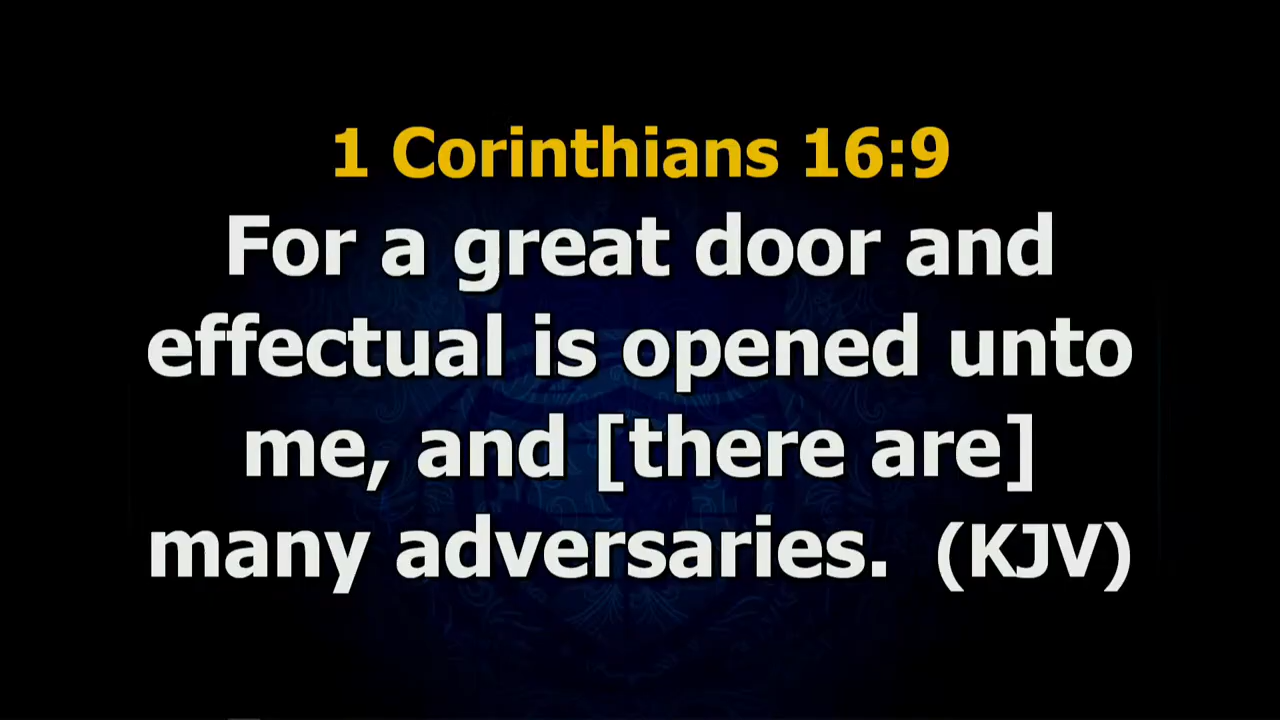 1 Corinthians 16:9
For a great door and
effectual is opened unto
me, and [there are]
many adversaries.  (KJV)